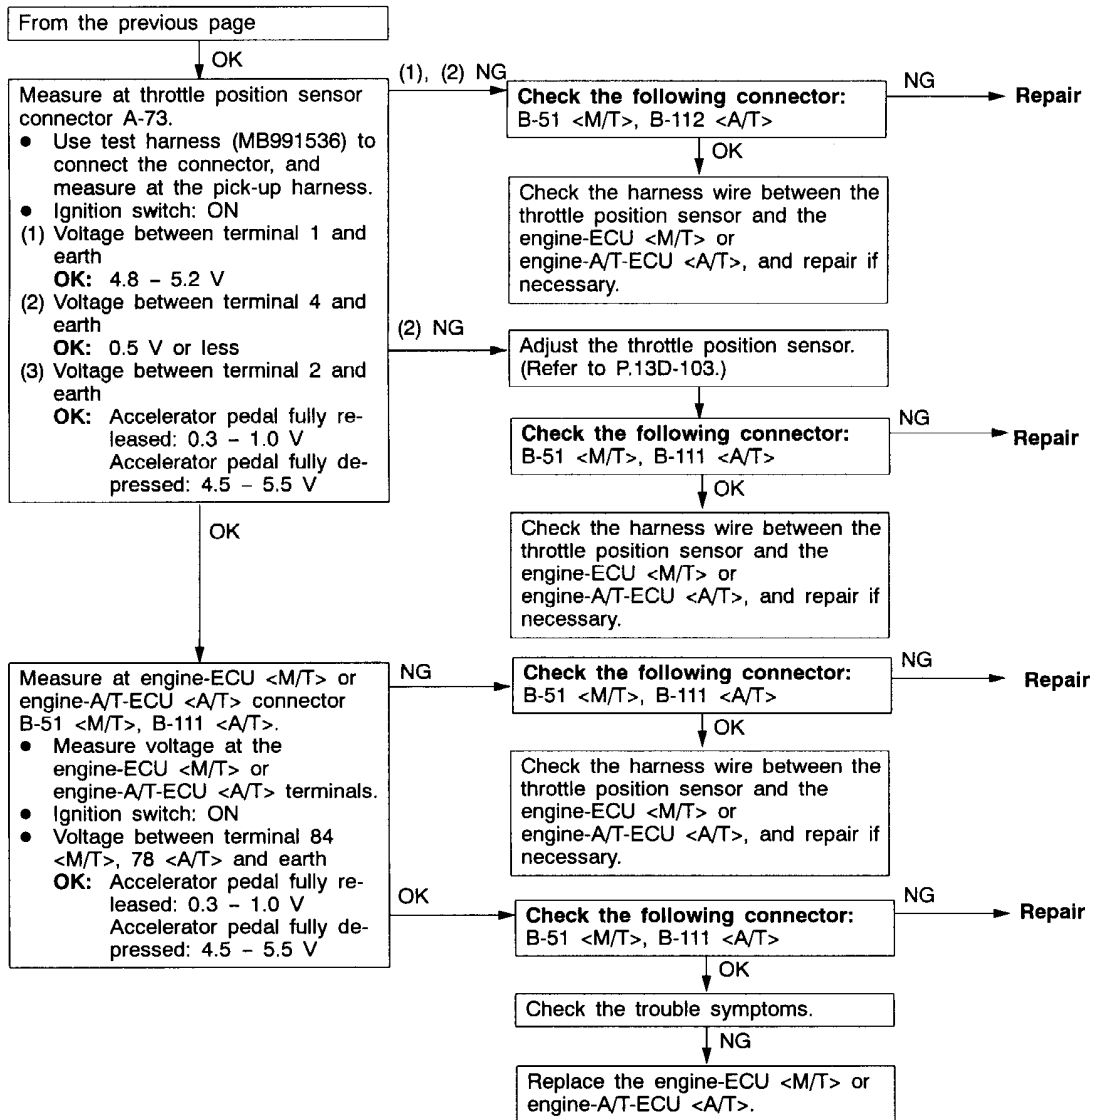 From the previous page
OK
Measure at throttle position sensor
connector A-73.
● Use test harness (MB991536) to
connect the connector, and
measure at the pick-up harness.
● Ignition switch: ON
(1) Voltage between terminal 1 and
earth
OK: 4.8 – 5.2 V
(2) Voltage between terminal 4 and
earth
OK: 0.5 V or less
(3) Voltage between terminal 2 and
earth
OK: Accelerator pedal fully re-
leased: 0.3 – 1.0 V
Accelerator pedal fully de-
pressed: 4.5 – 5.5 V
(1), (2) NG
Check the following connector:
B-51 <M/T>, B-112 <A/T>
NG
Repair
OK
Check the harness wire between the
throttle position sensor and the
engine-ECU <M/T> or
engine-A/T-ECU <A/T>, and repair if
necessary.
(2) NG
Adjust the throttle position sensor.
(Refer to P.13D-103.)
Check the following connector:
B-51 <M/T>, B-111 <A/T>
NG
Repair
OK
Check the harness wire between the
throttle position sensor and the
engine-ECU <M/T> or
engine-A/T-ECU <A/T>, and repair if
necessary.
OK
Measure at engine-ECU <M/T> or
engine-A/T-ECU <A/T> connector
B-51 <M/T>, B-111 <A/T>.
● Measure voltage at the
engine-ECU <M/T> or
engine-A/T-ECU <A/T> terminals.
● Ignition switch: ON
● Voltage between terminal 84
<M/T>, 78 <A/T> and earth
OK: Accelerator pedal fully re-
leased: 0.3 – 1.0 V
Accelerator pedal fully de-
pressed: 4.5 – 5.5 V
NG
Check the following connector:
B-51 <M/T>, B-111 <A/T>
NG
Repair
OK
Check the harness wire between the
throttle position sensor and the
engine-ECU <M/T> or
engine-A/T-ECU <A/T>, and repair if
necessary.
OK
Check the following connector:
B-51 <M/T>, B-111 <A/T>
NG
Repair
OK
Check the trouble symptoms.
NG
Replace the engine-ECU <M/T> or
engine-A/T-ECU <A/T>.